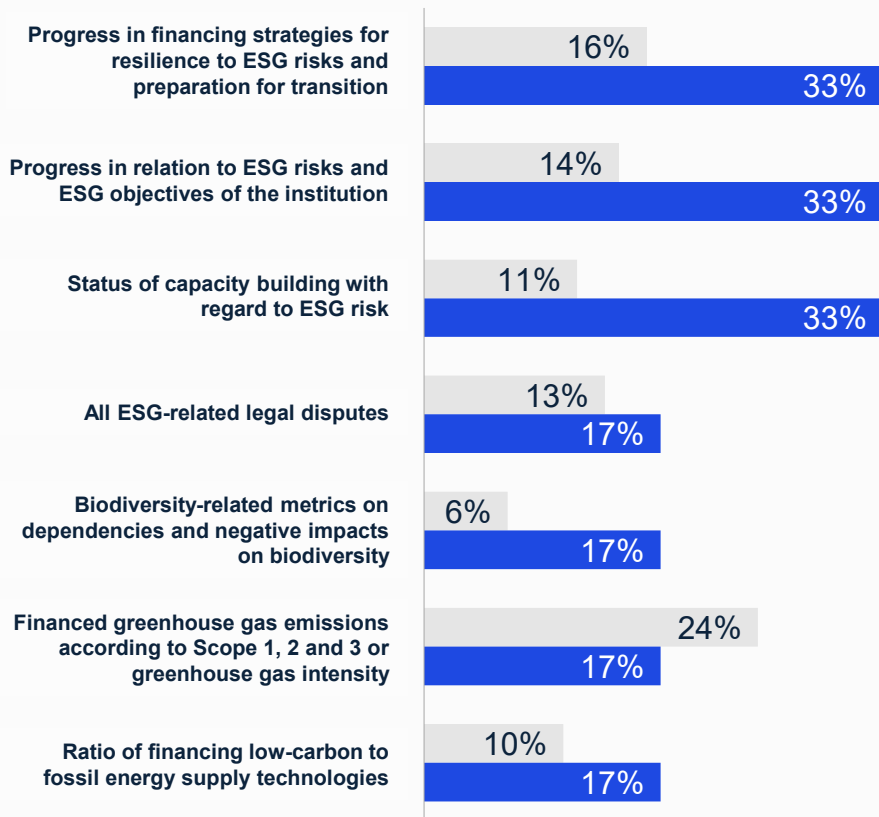 Progress in financing strategies for
resilience to ESG risks and
preparation for transition
16%
33%
Progress in relation to ESG risks and
ESG objectives of the institution
14%
33%
Status of capacity building with
regard to ESG risk
11%
33%
All ESG-related legal disputes
13%
17%
Biodiversity-related metrics on
dependencies and negative impacts
on biodiversity
6%
17%
Financed greenhouse gas emissions
according to Scope 1, 2 and 3 or
greenhouse gas intensity
24%
17%
Ratio of financing low-carbon to
fossil energy supply technologies
10%
17%